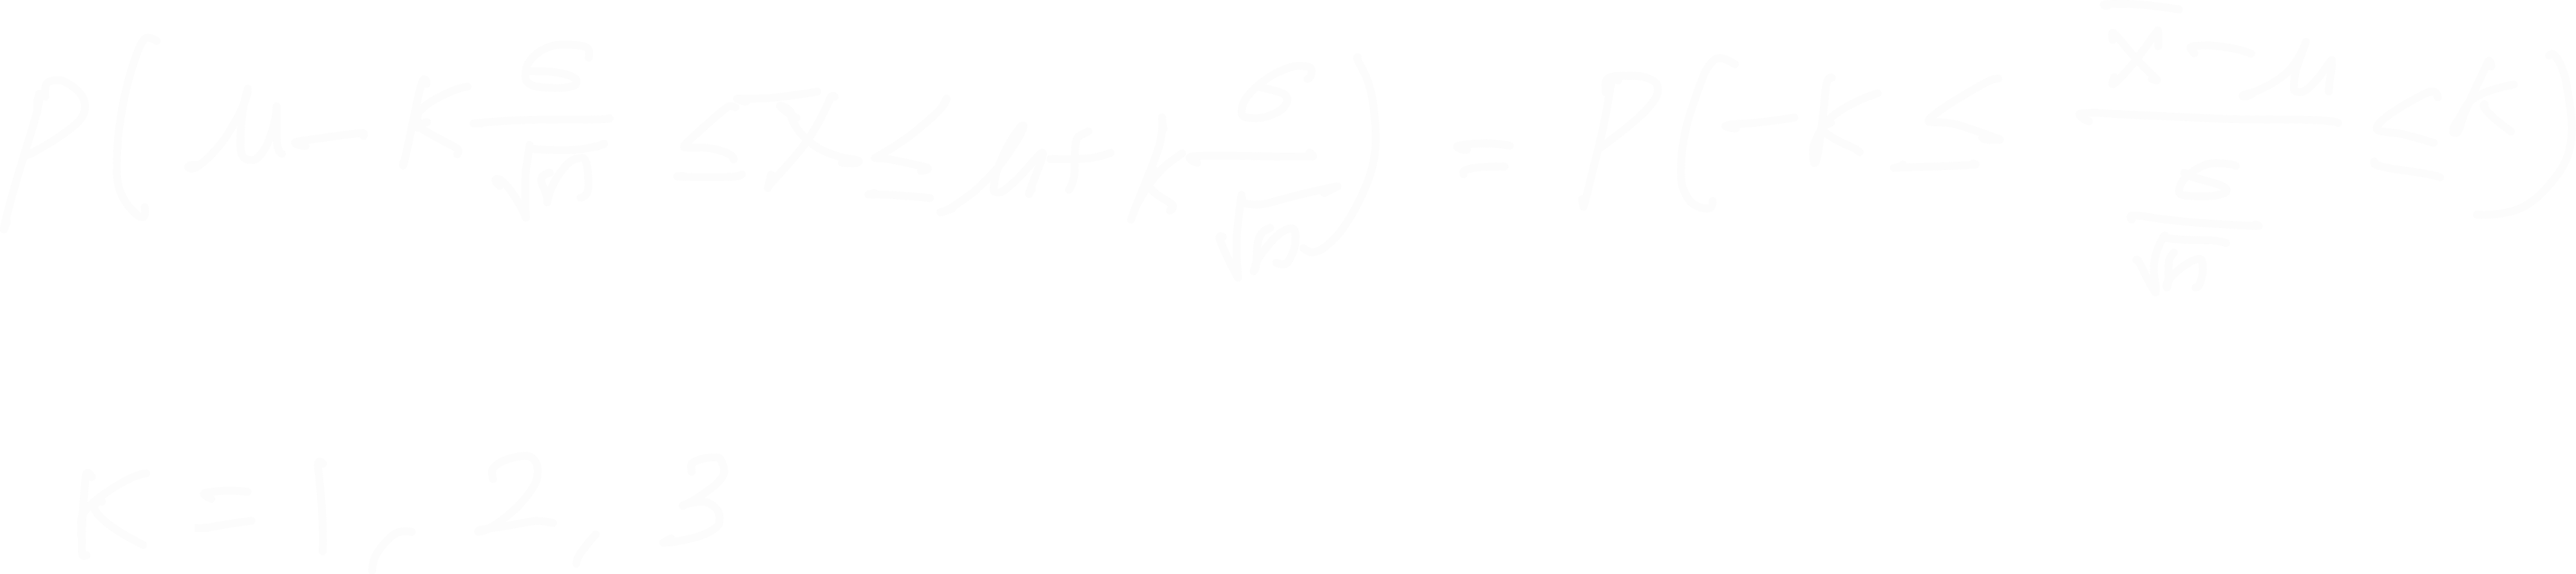 P(μ - k s/√n ≤ x̄ ≤ μ + k s/√n) = P(-k ≤ (x̄ - μ)/(s/√n) ≤ k)
k = 1, 2, 3